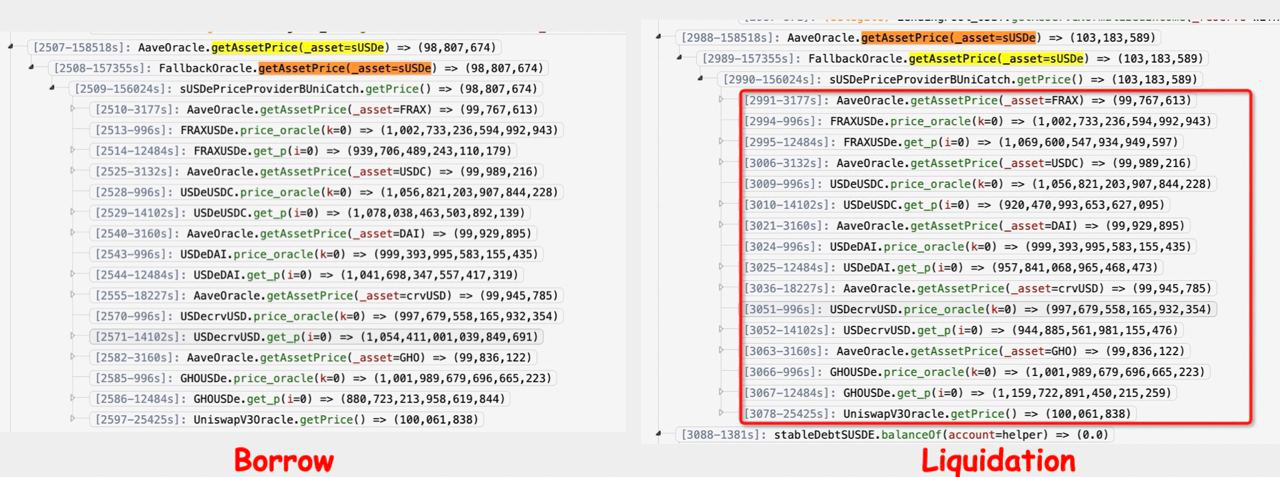 [2507-158518s]: AaveOracle.getAssetPrice(_asset=sUSDe) => (98,807,674)
[2508-157355s]: FallbackOracle.getAssetPrice(_asset=sUSDe) => (98,807,674)
[2509-156024s]: sUSDePriceProviderBUniCatch.getPrice() => (98,807,674)
[2510-3177s]: AaveOracle.getAssetPrice(_asset=FRAX) => (99,767,613)
[2513-996s]: FRAXUSDe.price_oracle(k=0) => (1,002,733,236,594,992,943)
[2514-12484s]: FRAXUSDe.get_p(i=0) => (939,706,489,243,110,179)
[2525-3132s]: AaveOracle.getAssetPrice(_asset=USDC) => (99,989,216)
[2528-996s]: USDeUSDC.price_oracle(k=0) => (1,056,821,203,907,844,228)
[2529-14102s]: USDeUSDC.get_p(i=0) => (1,078,038,463,503,892,139)
[2540-3160s]: AaveOracle.getAssetPrice(_asset=DAI) => (99,929,895)
[2543-996s]: USDeDAI.price_oracle(k=0) => (999,393,995,583,155,435)
[2544-12484s]: USDeDAI.get_p(i=0) => (1,041,698,347,557,417,319)
[2555-18227s]: AaveOracle.getAssetPrice(_asset=crvUSD) => (99,945,785)
[2570-996s]: USDecrvUSD.price_oracle(k=0) => (997,679,558,165,932,354)
[2571-14102s]: USDecrvUSD.get_p(i=0) => (1,054,411,001,039,849,691)
[2582-3160s]: AaveOracle.getAssetPrice(_asset=GHO) => (99,836,122)
[2585-996s]: GHOUSDe.price_oracle(k=0) => (1,001,989,679,696,665,223)
[2586-12484s]: GHOUSDe.get_p(i=0) => (880,723,213,958,619,844)
[2597-25425s]: UniswapV3Oracle.getPrice() => (100,061,838)
Borrow
[2988-158518s]: AaveOracle.getAssetPrice(_asset=sUSDe) => (103,183,589)
[2989-157355s]: FallbackOracle.getAssetPrice(_asset=sUSDe) => (103,183,589)
[2990-156024s]: sUSDePriceProviderBUniCatch.getPrice() => (103,183,589)
[2991-3177s]: AaveOracle.getAssetPrice(_asset=FRAX) => (99,767,613)
[2994-996s]: FRAXUSDe.price_oracle(k=0) => (1,002,733,236,594,992,943)
[2995-12484s]: FRAXUSDe.get_p(i=0) => (1,069,600,547,934,949,597)
[3006-3132s]: AaveOracle.getAssetPrice(_asset=USDC) => (99,989,216)
[3009-996s]: USDeUSDC.price_oracle(k=0) => (1,056,821,203,907,844,228)
[3010-14102s]: USDeUSDC.get_p(i=0) => (920,470,993,653,627,095)
[3021-3160s]: AaveOracle.getAssetPrice(_asset=DAI) => (99,929,895)
[3024-996s]: USDeDAI.price_oracle(k=0) => (999,393,995,583,155,435)
[3025-12484s]: USDeDAI.get_p(i=0) => (957,841,068,965,468,473)
[3036-18227s]: AaveOracle.getAssetPrice(_asset=crvUSD) => (99,945,785)
[3051-996s]: USDecrvUSD.price_oracle(k=0) => (997,679,558,165,932,354)
[3052-14102s]: USDecrvUSD.get_p(i=0) => (944,885,561,981,155,476)
[3063-3160s]: AaveOracle.getAssetPrice(_asset=GHO) => (99,836,122)
[3066-996s]: GHOUSDe.price_oracle(k=0) => (1,001,989,679,696,665,223)
[3067-12484s]: GHOUSDe.get_p(i=0) => (1,159,722,891,450,215,259)
[3078-25425s]: UniswapV3Oracle.getPrice() => (100,061,838)
[3088-1381s]: stableDebtSUSDE.balanceOf(account=helper) => (0.0)
Liquidation